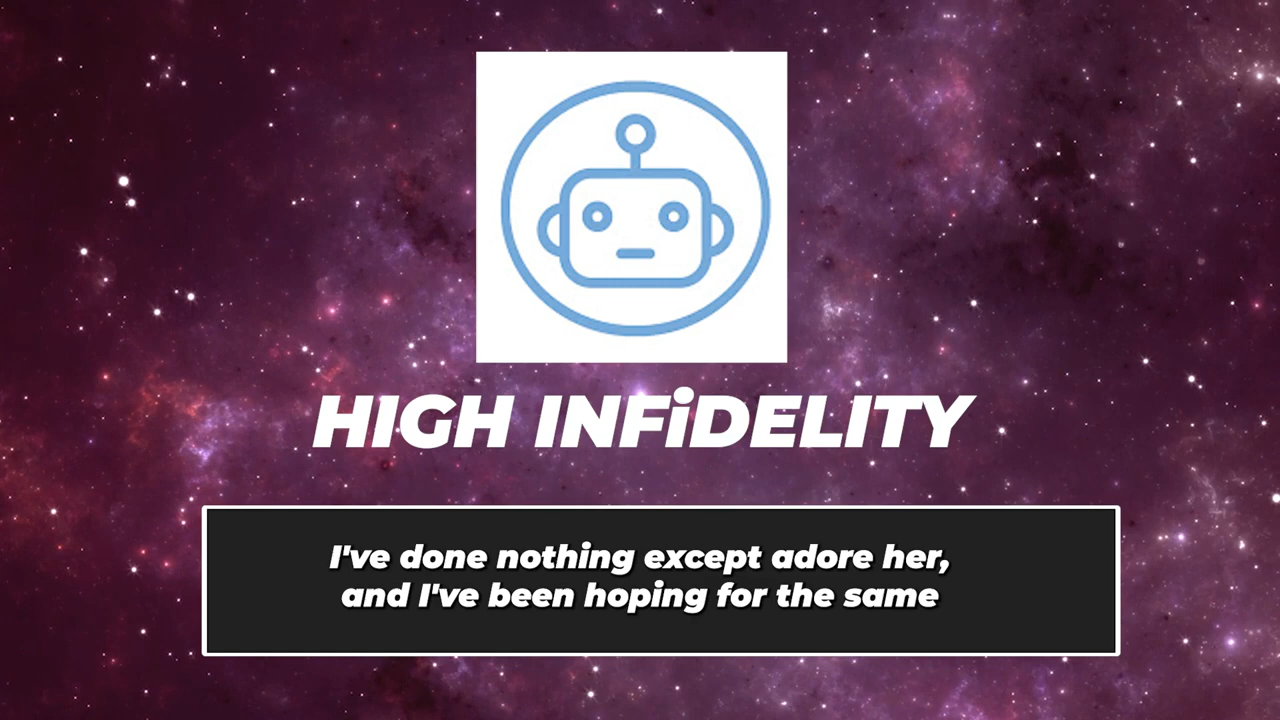 HIGH INFiDELITY
I've done nothing except adore her,
and I've been hoping for the same